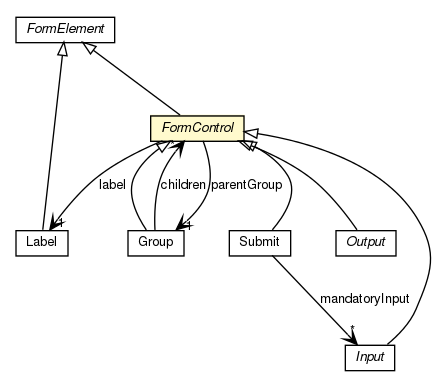 FormElement
FormControl
label
children
parentGroup
Label
Group
Submit
Output
mandatoryInput
*
Input